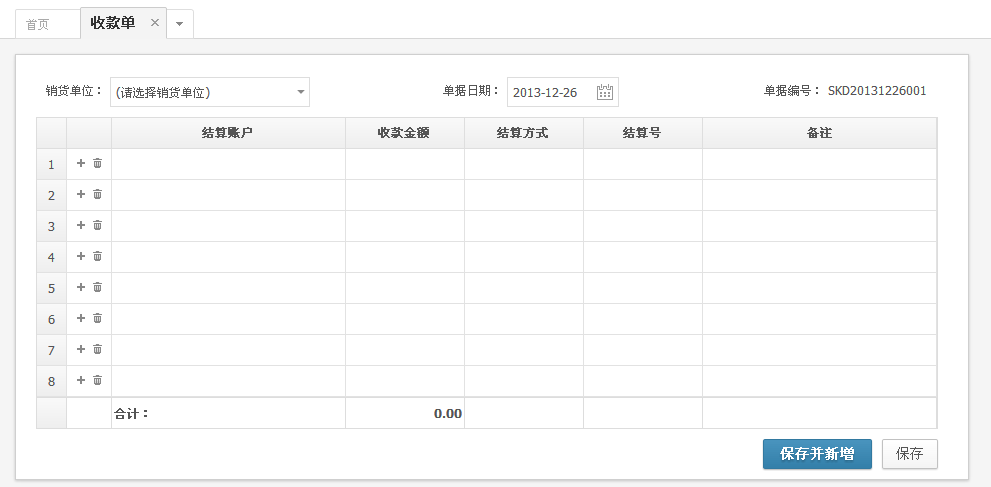 首页 收款单
销货单位： (请选择销货单位) 单据日期： 2013-12-26 单据编号： SKD20131226001
结算账户 收款金额 结算方式 结算号 备注
1
2
3
4
5
6
7
8
合计： 0.00
保存并新增 保存